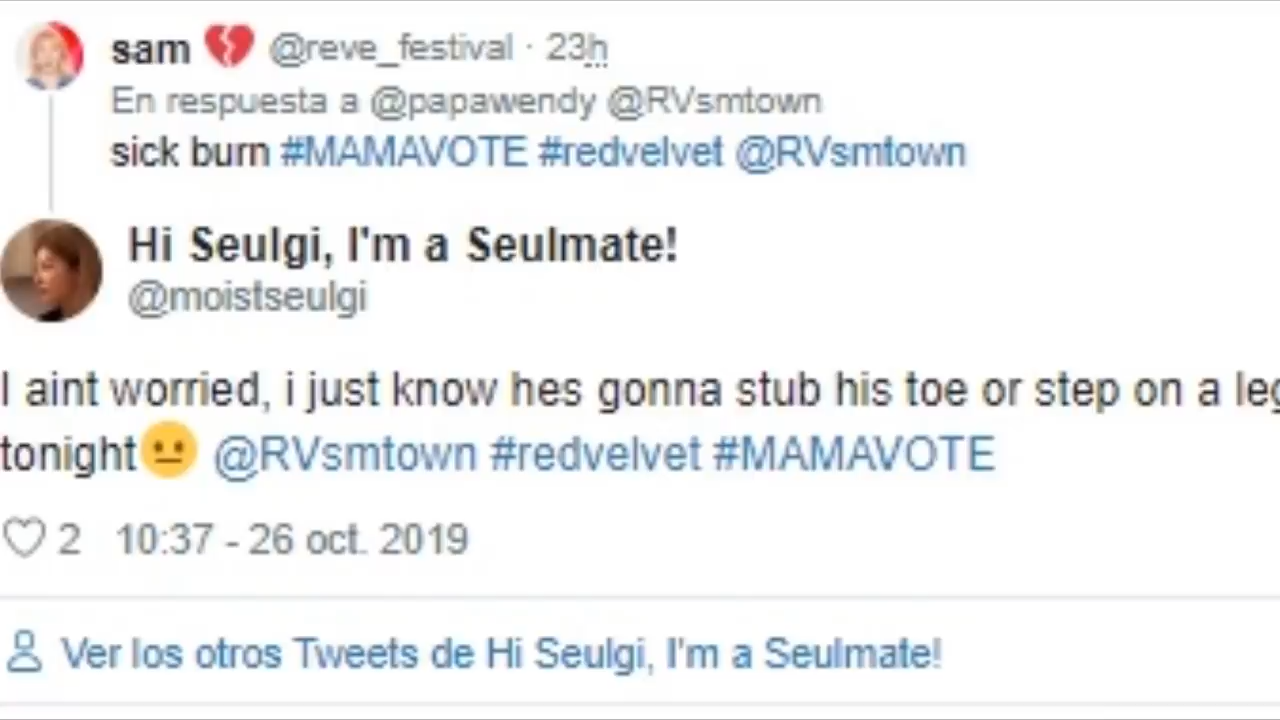 sam 💔 @reve_festival · 23h
En respuesta a @papawendy @RVsmtown
sick burn #MAMAVOTE #redvelvet @RVsmtown
Hi Seulgi, I'm a Seulmate!
@moistseulgi
I aint worried, i just know hes gonna stub his toe or step on a
tonight😐 @RVsmtown #redvelvet #MAMAVOTE
2 10:37 - 26 oct. 2019
Ver los otros Tweets de Hi Seulgi, I'm a Seulmate!